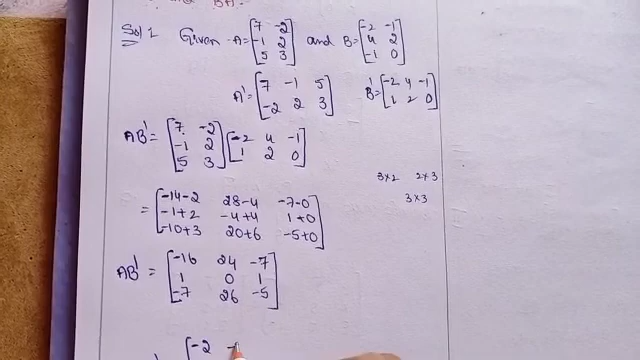 and BA'.
Sol 1 Given A = [7 -2 and B = [-2 -1
-1 2 4 2
5 3] -1 0]
A' = [7 -1 5 B' = [-2 4 -1
-2 2 3] 1 2 0]
AB' = [7 -2 [-2 4 -1
-1 2 1 2 0]
5 3]
3×2 2×3
3×3
= [-14-2 28-4 -7-0
-1+2 -4+4 1+0
-10+3 20+6 -5+0]
AB' = [-16 24 -7
1 0 1
-7 26 -5]
[-2